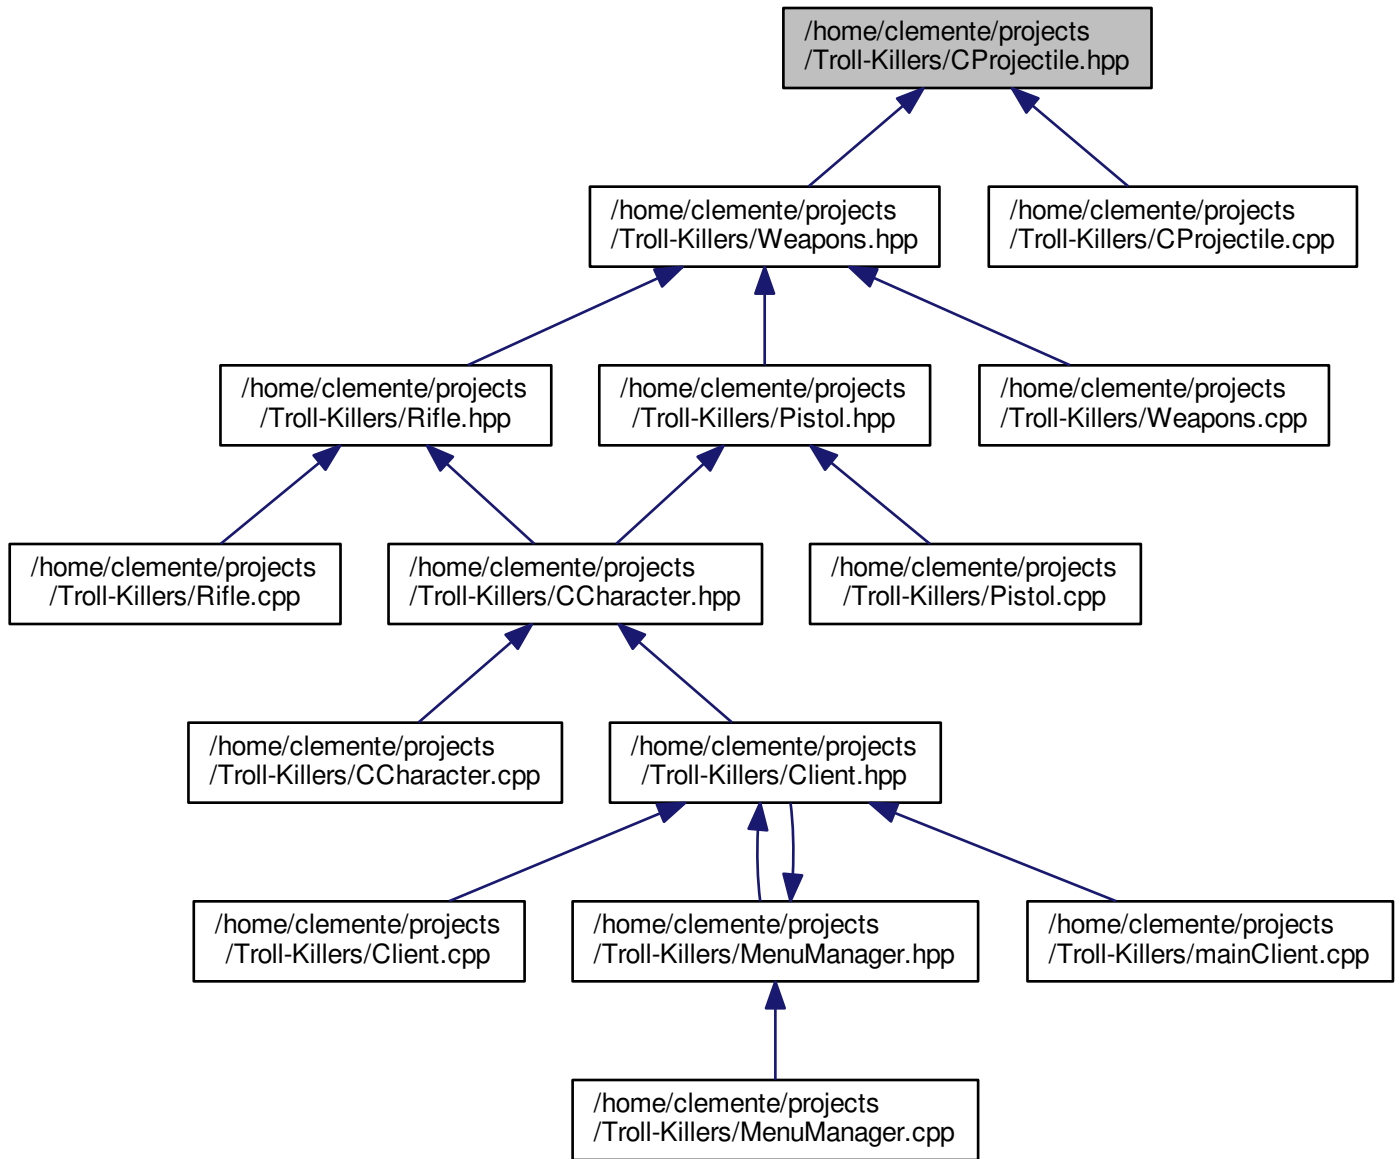 /home/clemente/projects
/Troll-Killers/CProjectile.hpp
/home/clemente/projects
/Troll-Killers/Weapons.hpp
/home/clemente/projects
/Troll-Killers/CProjectile.cpp
/home/clemente/projects
/Troll-Killers/Rifle.hpp
/home/clemente/projects
/Troll-Killers/Pistol.hpp
/home/clemente/projects
/Troll-Killers/Weapons.cpp
/home/clemente/projects
/Troll-Killers/Rifle.cpp
/home/clemente/projects
/Troll-Killers/CCharacter.hpp
/home/clemente/projects
/Troll-Killers/Pistol.cpp
/home/clemente/projects
/Troll-Killers/CCharacter.cpp
/home/clemente/projects
/Troll-Killers/Client.hpp
/home/clemente/projects
/Troll-Killers/Client.cpp
/home/clemente/projects
/Troll-Killers/MenuManager.hpp
/home/clemente/projects
/Troll-Killers/mainClient.cpp
/home/clemente/projects
/Troll-Killers/MenuManager.cpp